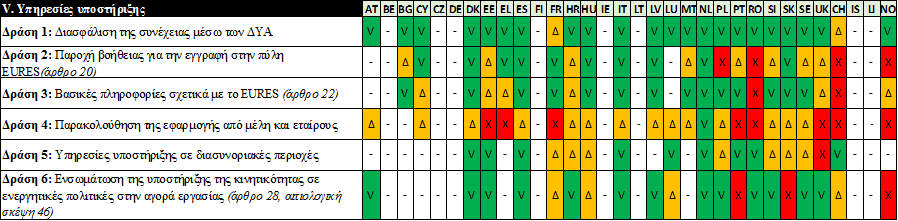 V. Υπηρεσίες υποστήριξης AT BE BG CY CZ DE DK EE EL ES FI FR HR HU IE IT LT LV LU MT NL PL PT RO SI SK SE UK CH IS LI NO
Δράση 1: Διασφάλιση της συνέχειας μέσω των ΔΥΑ V - V V - - V V V V - Δ V V - V - V V V V V V V V V V V Δ - - V
Δράση 2: Παροχή βοήθειας για την εγγραφή στην πύλη
EURES(άρθρο 20) - - Δ V - - V Δ V V - V Δ V - V - V - Δ V X Δ X Δ V Δ Δ X - - X
Δράση 3: Βασικές πληροφορίες σχετικά με το EURES (άρθρο 22) - - V Δ - - V Δ Δ V - V Δ V - V - V - V V V V X V V V Δ X - - Δ
Δράση 4: Παρακολούθηση της εφαρμογής από μέλη και εταίρους Δ - - Δ - - Δ X X Δ - X Δ Δ - Δ - Δ Δ Δ V Δ X X Δ X Δ X X - - X
Δράση 5: Υπηρεσίες υποστήριξης σε διασυνοριακές περιοχές - - - - - - V V - V - Δ Δ Δ - V - V Δ - V Δ V V Δ Δ Δ X V - - -
Δράση 6: Ενσωμάτωση της υποστήριξης της κινητικότητας σε
ενεργητικές πολιτικές στην αγορά εργασίας (άρθρο 28, αιτιολογική
σκέψη 46) V - - V - - V V V V - Δ V Δ - V - V Δ - V V X V V X V V Δ - - X